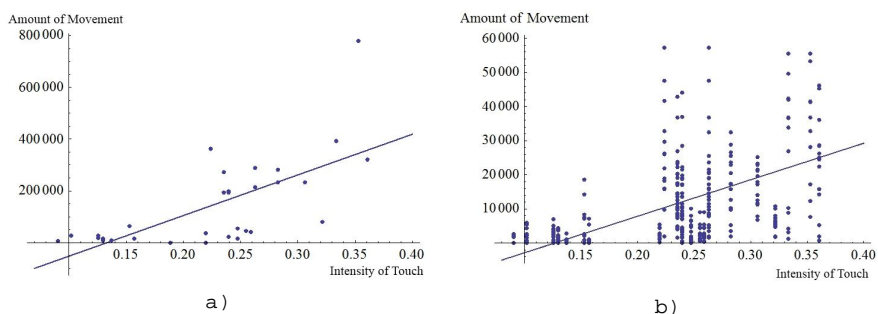 Amount of Movement
800 000
600 000
400 000
200 000
0.15 0.20 0.25 0.30 0.35 0.40
Intensity of Touch
a)
Amount of Movement
60 000
50 000
40 000
30 000
20 000
10 000
0.15 0.20 0.25 0.30 0.35 0.40
Intensity of Touch
b)